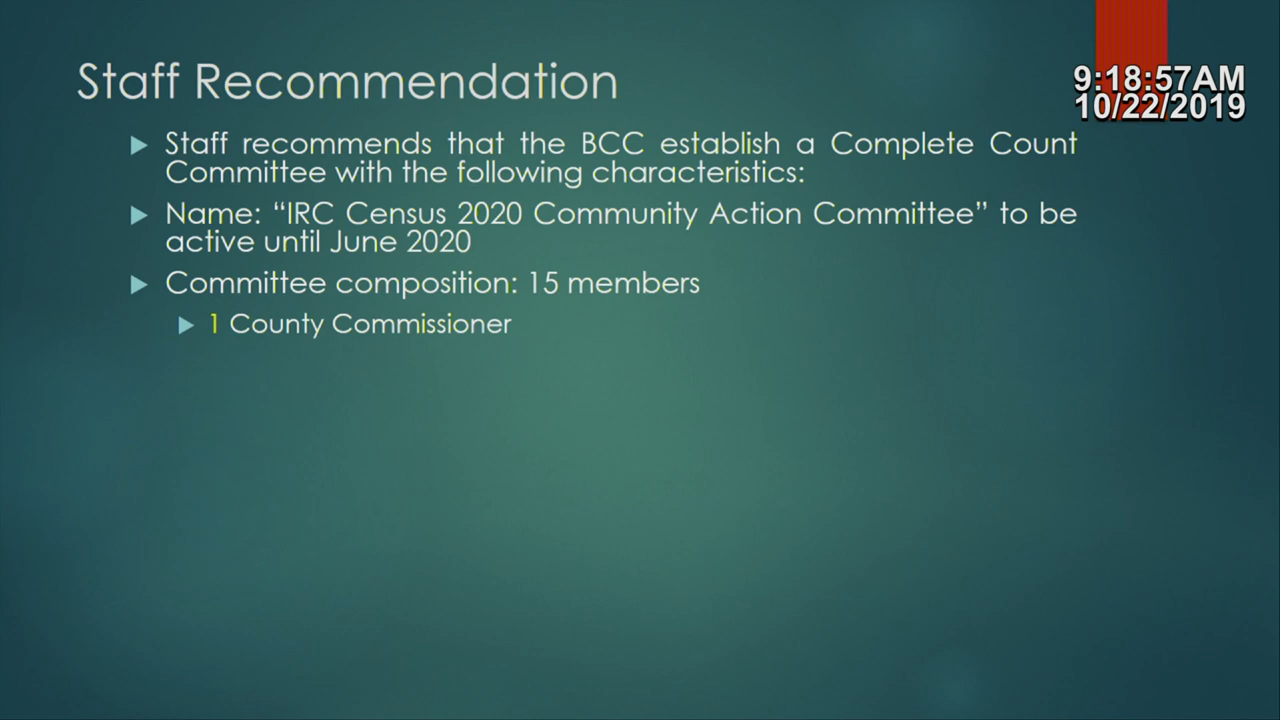 Staff Recommendation
9:18:57AM
10/22/2019
Staff recommends that the BCC establish a Complete Count
Committee with the following characteristics:
Name: “IRC Census 2020 Community Action Committee” to be
active until June 2020
Committee composition: 15 members
1 County Commissioner